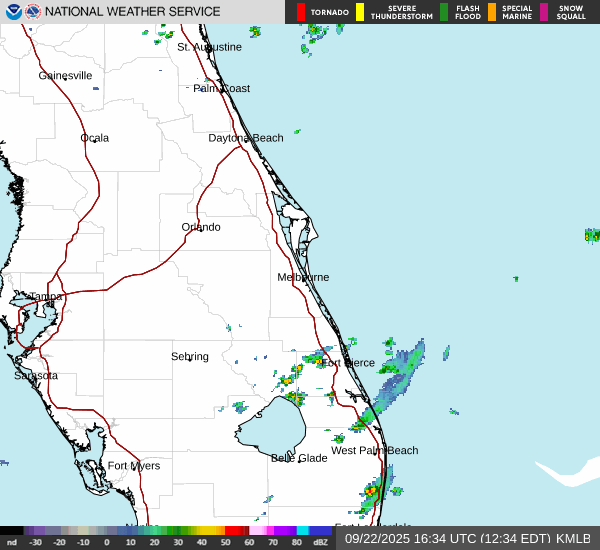 NATIONAL WEATHER SERVICE
TORNADO
SEVERE THUNDERSTORM
FLASH FLOOD
SPECIAL MARINE
SNOW SQUALL
St. Augustine
Gainesville
Palm Coast
Ocala
Daytona Beach
Orlando
Melbourne
Tampa
Sebring
Fort Pierce
Sarasota
West Palm Beach
Belle Glade
Fort Myers
nd -30 -20 -10 0 10 20 30 40 50 60 70 80 dBZ
09/22/2025 16:34 UTC (12:34 EDT) KMLB